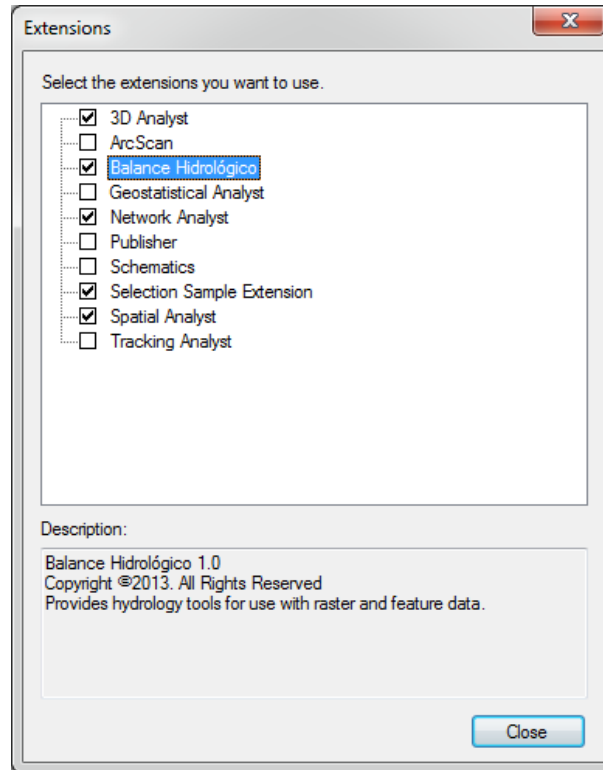 Extensions
Select the extensions you want to use.
3D Analyst
ArcScan
Balance Hidrológico
Geostatistical Analyst
Network Analyst
Publisher
Schematics
Selection Sample Extension
Spatial Analyst
Tracking Analyst
Description:
Balance Hidrológico 1.0
Copyright ©2013. All Rights Reserved
Provides hydrology tools for use with raster and feature data.
Close